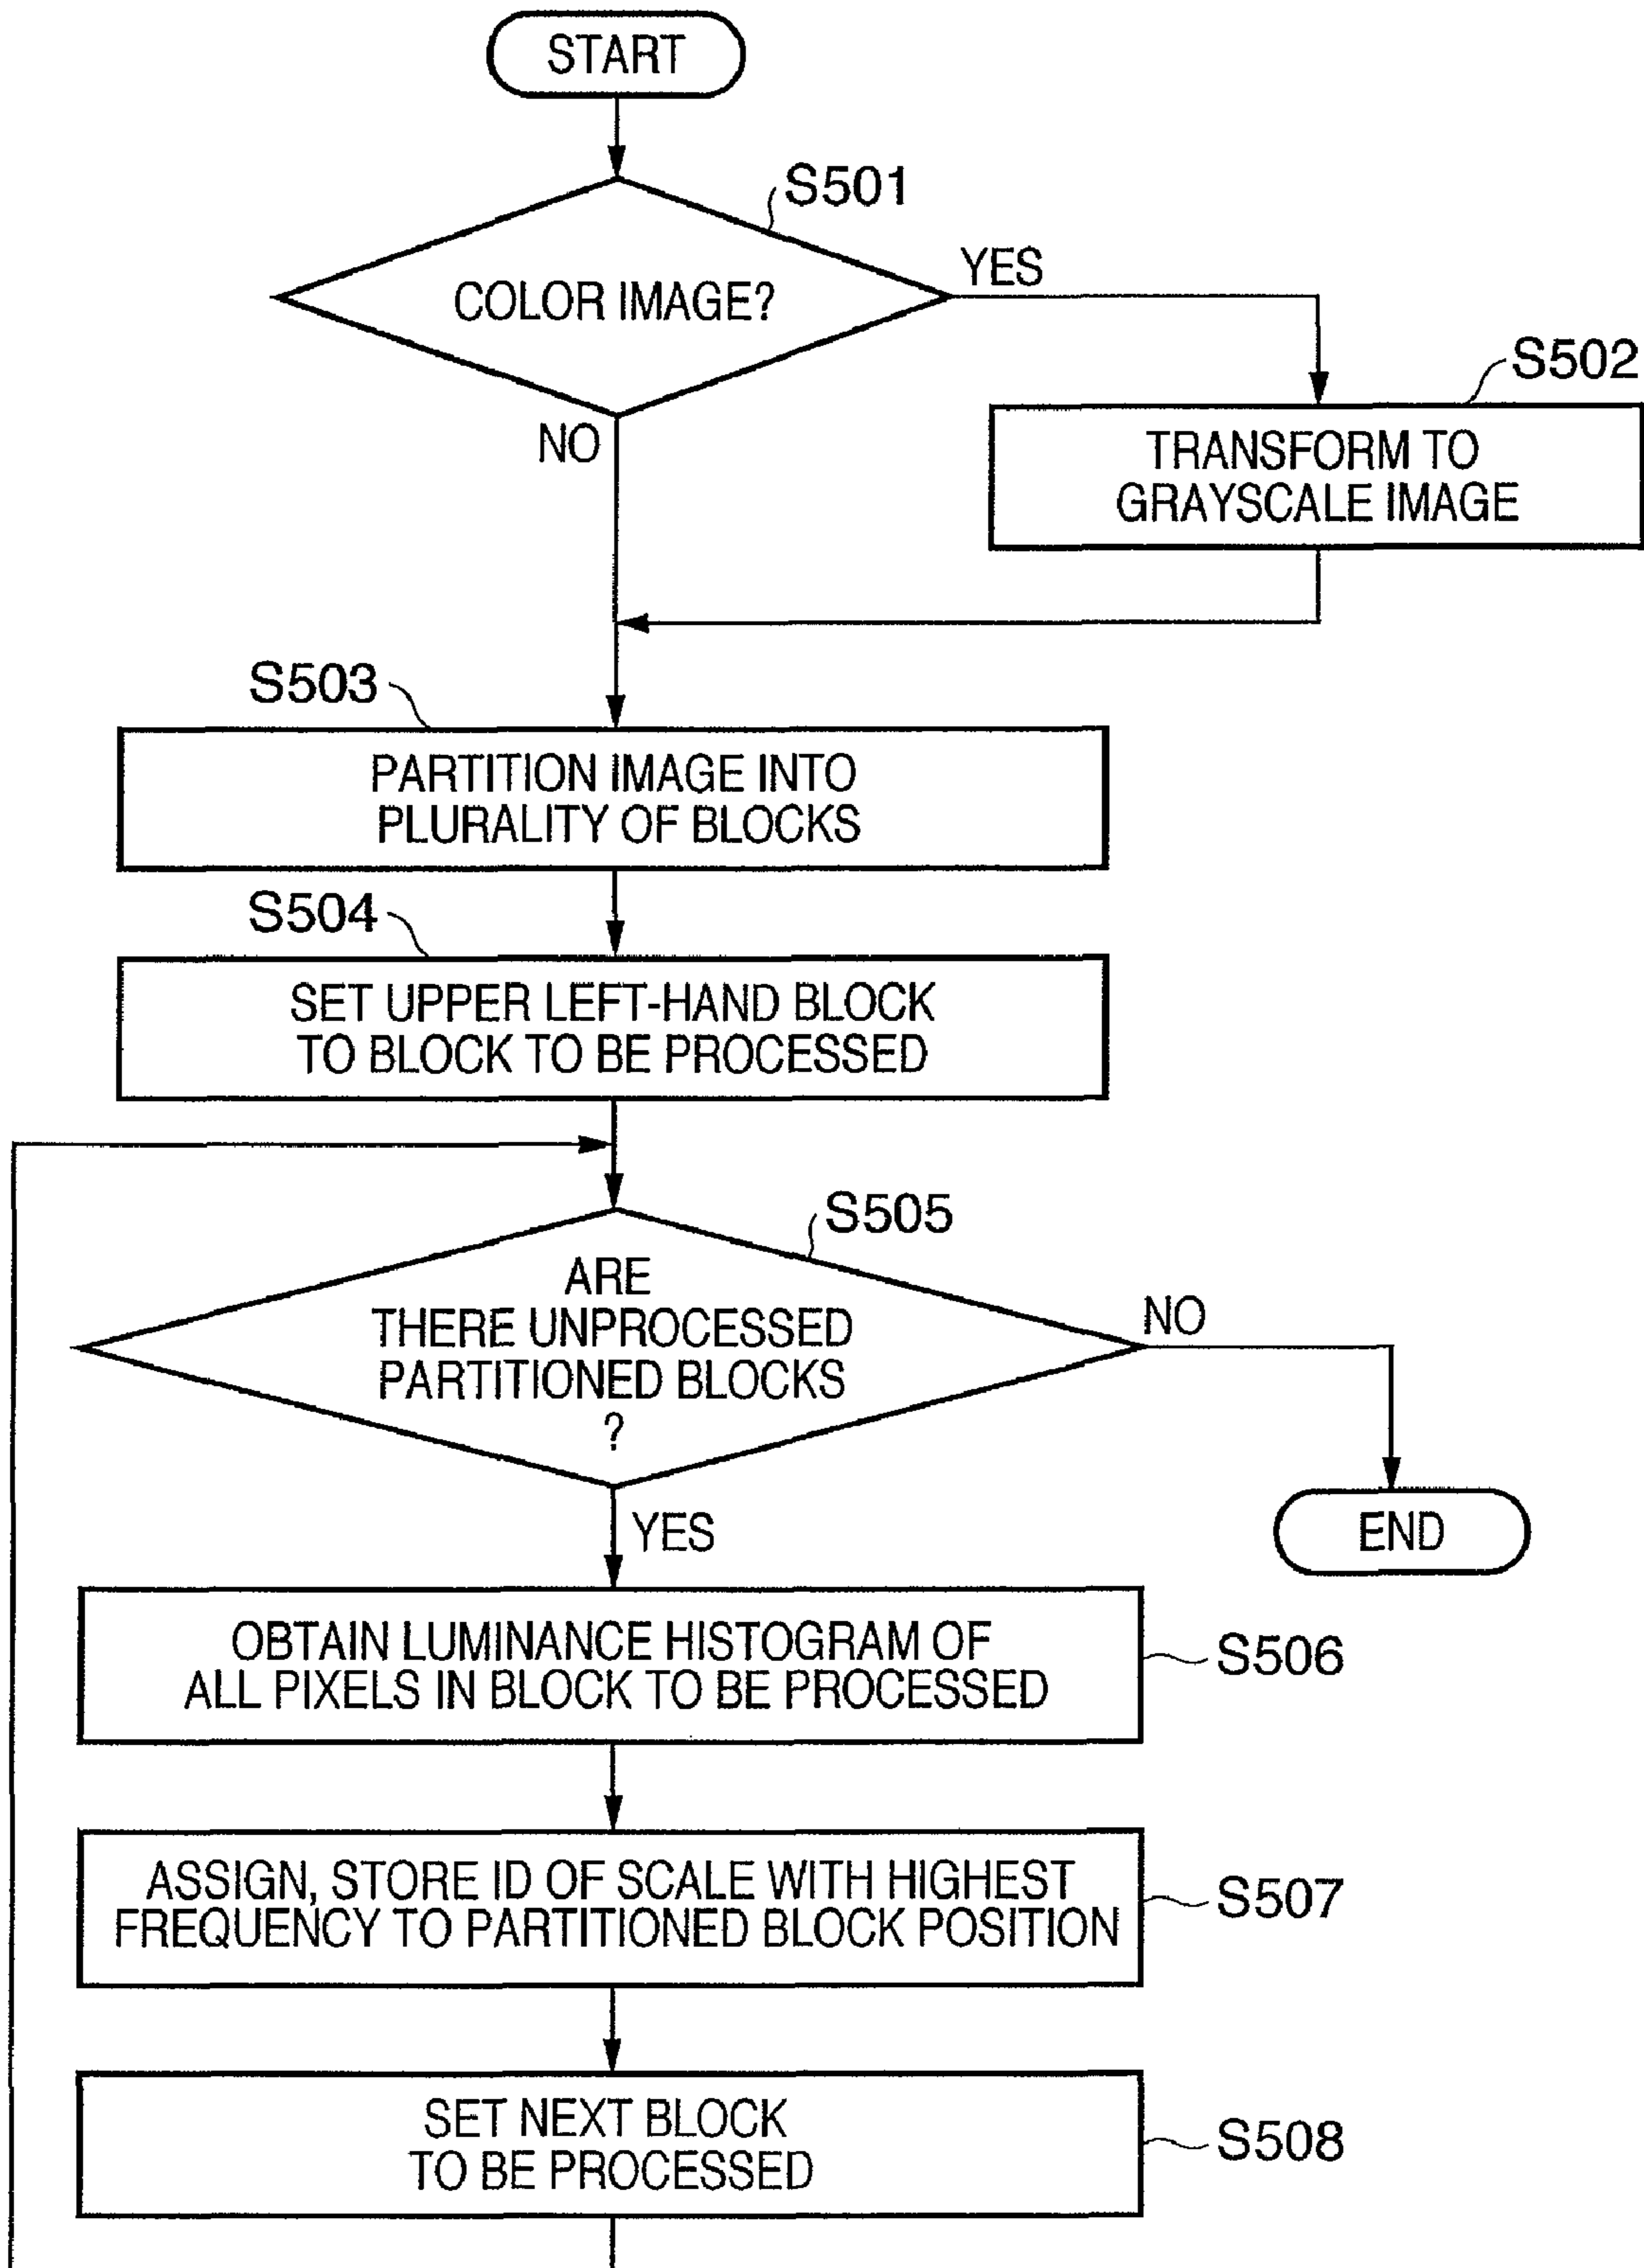 START
S501
COLOR IMAGE?
YES
NO
S502
TRANSFORM TO
GRAYSCALE IMAGE
S503
PARTITION IMAGE INTO
PLURALITY OF BLOCKS
S504
SET UPPER LEFT-HAND BLOCK
TO BLOCK TO BE PROCESSED
S505
ARE
THERE UNPROCESSED
PARTITIONED BLOCKS
?
NO
YES
END
OBTAIN LUMINANCE HISTOGRAM OF
ALL PIXELS IN BLOCK TO BE PROCESSED
S506
ASSIGN, STORE ID OF SCALE WITH HIGHEST
FREQUENCY TO PARTITIONED BLOCK POSITION
S507
SET NEXT BLOCK
TO BE PROCESSED
S508